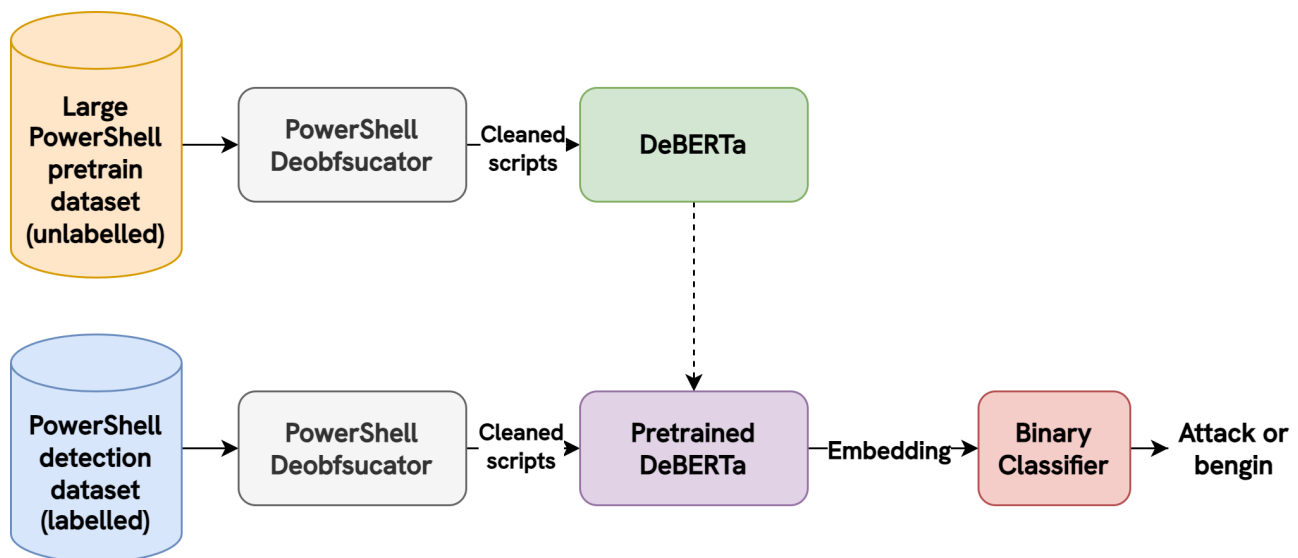 Large
PowerShell
pretrain
dataset
(unlabelled)
PowerShell
Deobfsucator
Cleaned
scripts
DeBERTa
PowerShell
detection
dataset
(labelled)
PowerShell
Deobfsucator
Cleaned
scripts
Pretrained
DeBERTa
Embedding
Binary
Classifier
Attack or
bengin